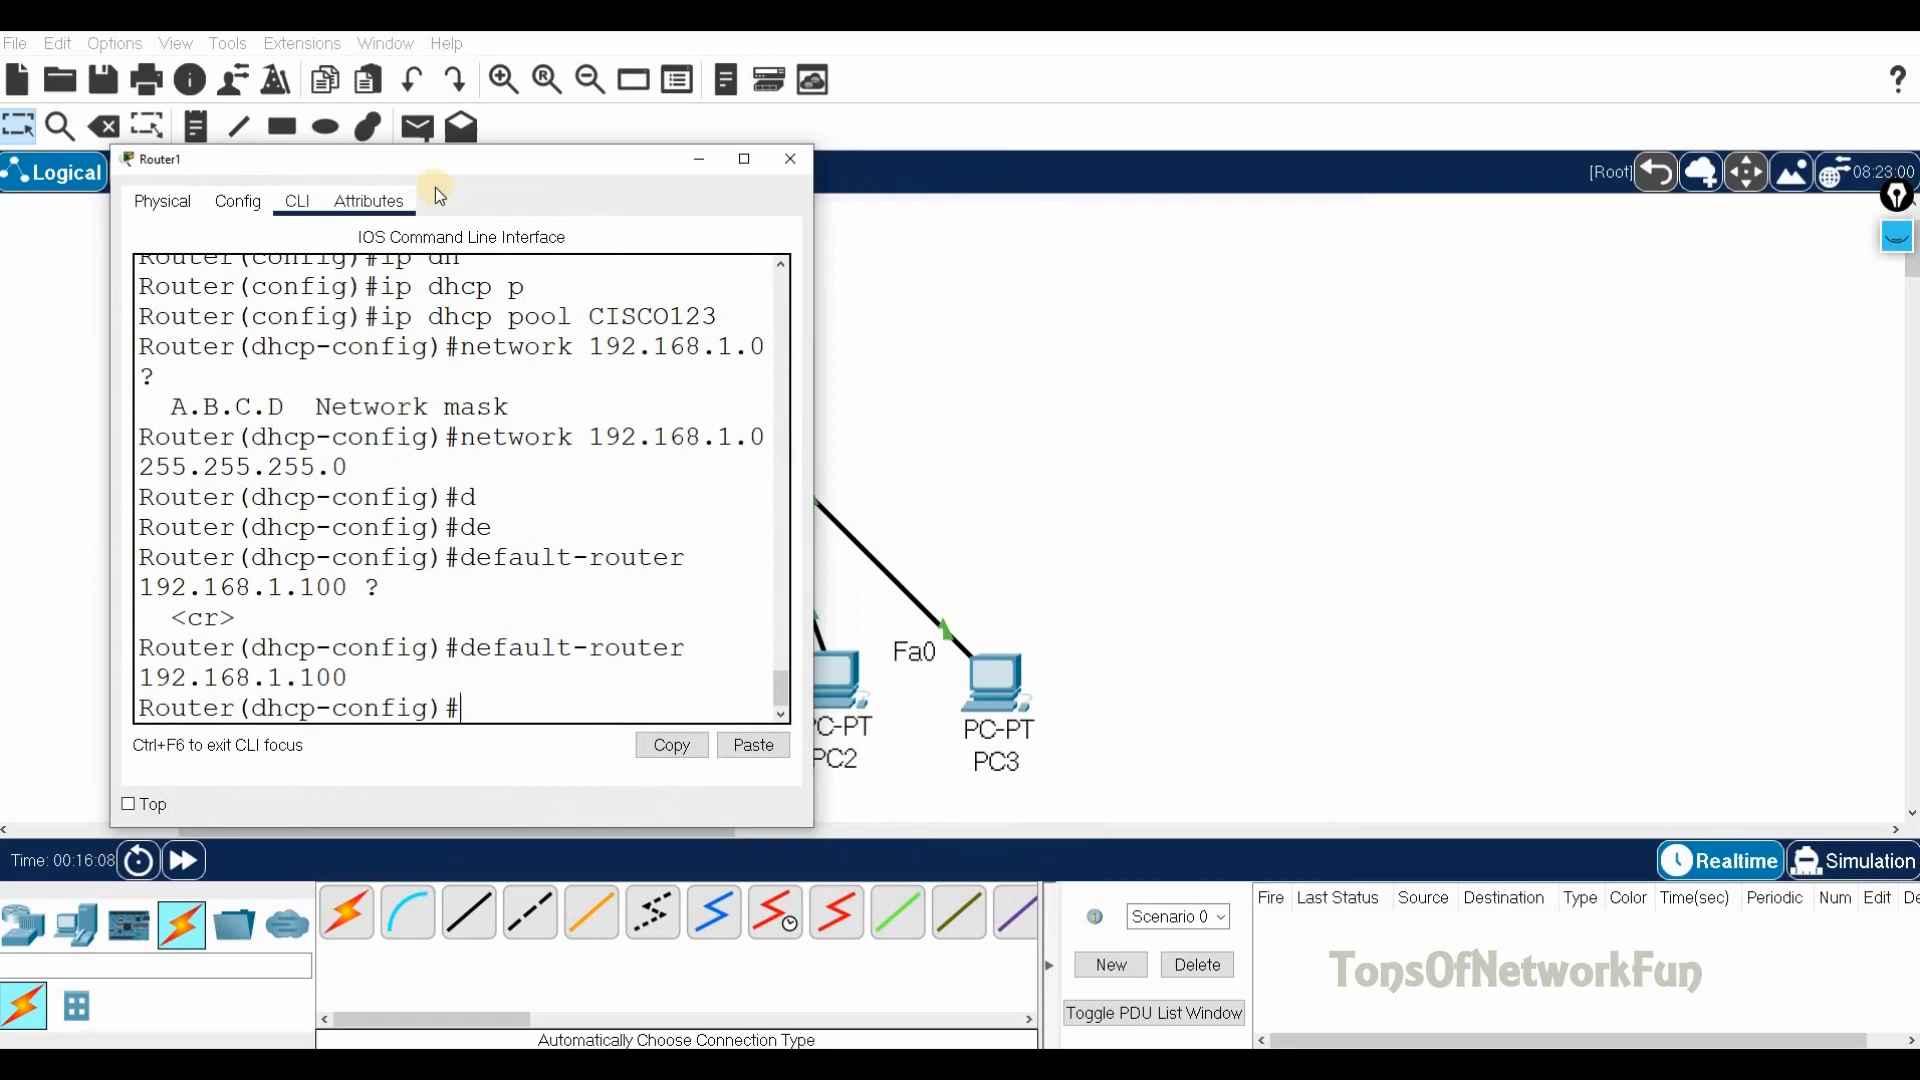 File Edit Options View Tools Extensions Window Help
?
Logical
[Root]
08:23:00
Router1
Physical Config CLI Attributes
IOS Command Line Interface
Router(config)#ip dh
Router(config)#ip dhcp p
Router(config)#ip dhcp pool CISCO123
Router(dhcp-config)#network 192.168.1.0
?
A.B.C.D Network mask
Router(dhcp-config)#network 192.168.1.0
255.255.255.0
Router(dhcp-config)#d
Router(dhcp-config)#de
Router(dhcp-config)#default-router
192.168.1.100 ?
<cr>
Router(dhcp-config)#default-router
192.168.1.100
Router(dhcp-config)#
Ctrl+F6 to exit CLI focus
Copy Paste
Top
Fa0
PC-PT
PC2
PC-PT
PC3
Time: 00:16:08
Realtime Simulation
Scenario 0
New Delete
Toggle PDU List Window
Fire Last Status Source Destination Type Color Time(sec) Periodic Num Edit De
TonsOfNetworkFun
Automatically Choose Connection Type